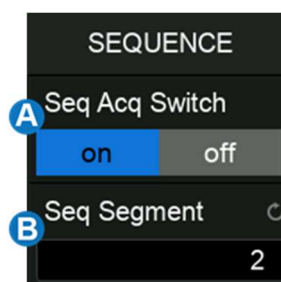 SEQUENCE
A Seq Acq Switch
on off
B Seq Segment
2